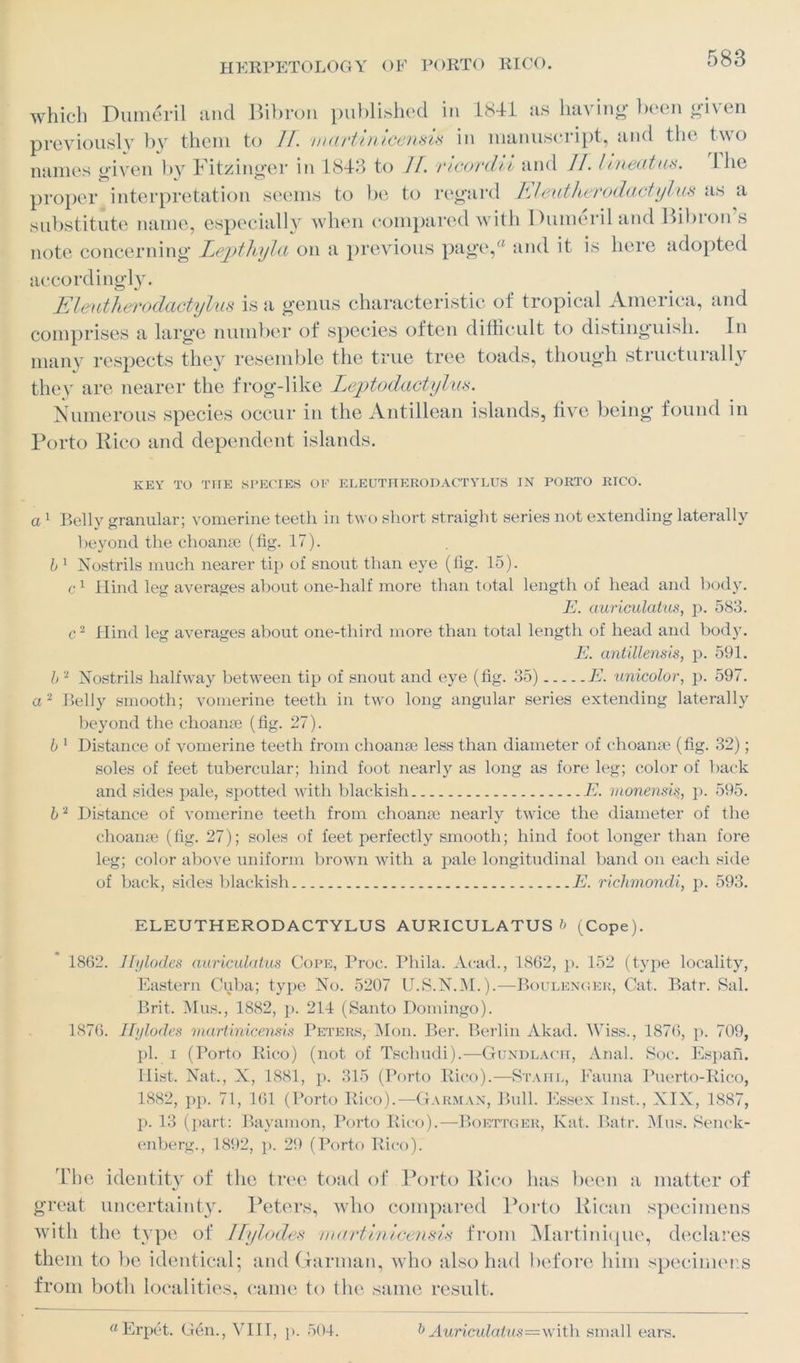 HERPETOLOGY OF PORTO RICO.
583
which Duméril and Bibron published in 1841 as having been given
previously by them to H. martinicensis in manuscript, and the two
names given by Fitzinger in 1843 to H. ricordii and H. lineatus. The
proper interpretation seems to be to regard Eleutherodactylus as a
substitute name, especially when compared with Duméril and Bibron's
note concerning Lepthyla on a previous page,a and it is here adopted
accordingly.
Eleutherodactylus is a genus characteristic of tropical America, and
comprises a large number of species often difficult to distinguish. In
many respects they resemble the true tree toads, though structurally
they are nearer the frog-like Leptodactylus.
Numerous species occur in the Antillean islands, five being found in
Porto Rico and dependent islands.
KEY TO THE SPECIES OF ELEUTHERODACTYLUS IN PORTO RICO.
a 1 Belly granular; vomerine teeth in two short straight series not extending laterally
beyond the choanæ (fig. 17).
b 1 Nostrils much nearer tip of snout than eye (fig. 15).
c 1 Hind leg averages about one-half more than total length of head and body.
E. auriculatus, p. 583.
c 2 Hind leg averages about one-third more than total length of head and body.
E. antillensis, p. 591.
b 2 Nostrils halfway between tip of snout and eye (fig. 35) ..... E. unicolor, p. 597.
a 2 Belly smooth; vomerine teeth in two long angular series extending laterally
beyond the choanæ (fig. 27).
b 1 Distance of vomerine teeth from choanæ less than diameter of choanæ (fig. 32);
soles of feet tubercular; hind foot nearly as long as fore leg; color of back
and sides pale, spotted with blackish ..................... E. monensis, p. 595.
b 2 Distance of vomerine teeth from choanæ nearly twice the diameter of the
choanæ (fig. 27); soles of feet perfectly smooth; hind foot longer than fore
leg; color above uniform brown with a pale longitudinal band on each side
of back, sides blackish .................................. E. richmondi, p. 593.
ELEUTHERODACTYLUS AURICULATUS b (Cope).
1862. Hylodes auriculatus Cope, Proc. Phila. Acad., 1862, p. 152 (type locality,
Eastern Cuba; type No. 5207 U.S.N.M.).—Boulenger, Cat. Batr. Sal.
Brit. Mus., 1882, p. 214 (Santo Domingo).
1876. Hylodes martinicensis Peters, Mon. Ber. Berlin Akad. Wiss., 1876, p. 709,
pl. I (Porto Rico) (not of Tschudi).—Gundlach, Anal. Soc. Españ.
Hist. Nat., X, 1881, p. 315 (Porto Rico).—Stahl, Fauna Puerto-Rico,
1882, pp. 71, 161 (Porto Rico).—Garman, Bull. Essex Inst., XIX, 1887,
p. 13 (part: Bayamon, Porto Rico).—Boettger, Kat. Batr. Mus. Senck-
enberg., 1892, p. 29 (Porto Rico).
The identity of the tree toad of Porto Rico has been a matter of
great uncertainty. Peters, who compared Porto Rican specimens
with the type of Hylodes martinicensis from Martinique, declares
them to be identical; and Garman, who also had before him specimens
from both localities, came to the same result.
a Erpét. Gén., VIII, p. 504.
b Auriculatus=with small ears.